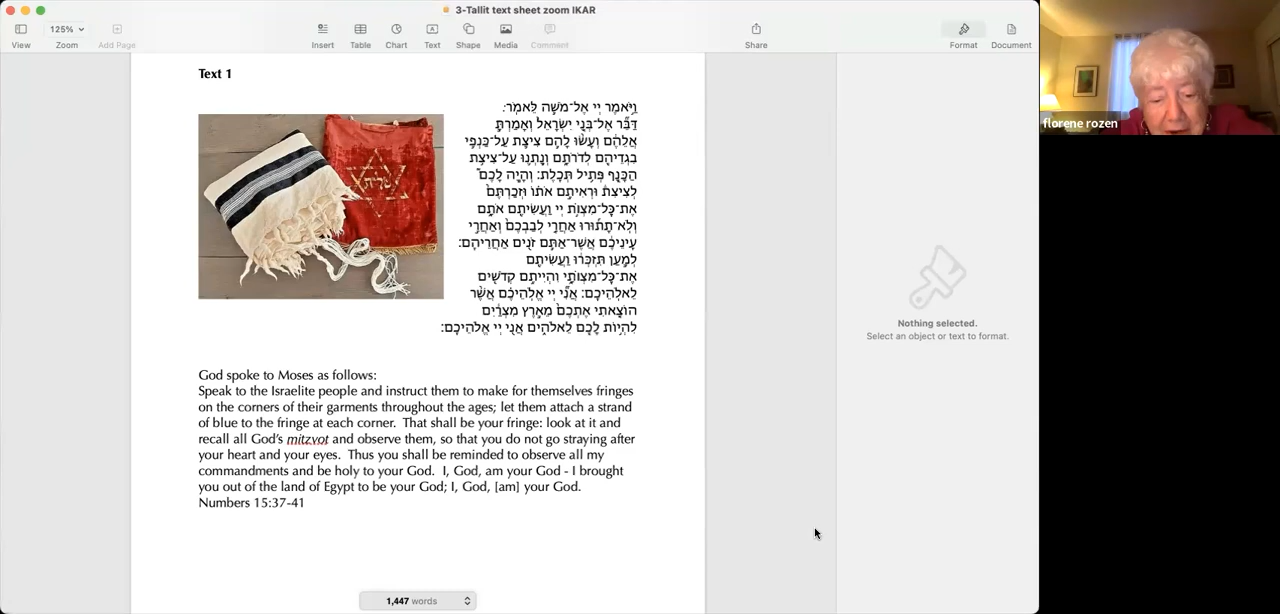 3-Tallit text sheet zoom IKAR
125%
View
Zoom
Add Page
Insert
Table
Chart
Text
Shape
Media
Comment
Share
Format
Document
florene rozen
Text 1
וַיֹּ֥אמֶר יְי אֶל־מֹשֶׁ֥ה לֵּאמֹֽר׃
דַּבֵּ֞ר אֶל־בְּנֵ֤י יִשְׂרָאֵל֙ וְאָמַרְתָּ֣
אֲלֵהֶ֔ם וְעָשׂ֨וּ לָהֶ֥ם צִיצִ֛ת עַל־כַּנְפֵ֥י
בִגְדֵיהֶ֖ם לְדֹרֹתָ֑ם וְנָֽתְנ֛וּ עַל־צִיצִ֥ת
הַכָּנָ֖ף פְּתִ֥יל תְּכֵֽלֶת׃ וְהָיָ֣ה לָכֶם֮
לְצִיצִת֒ וּרְאִיתֶ֣ם אֹת֗וֹ וּזְכַרְתֶּם֙
אֶת־כׇּל־מִצְוֺ֣ת יְי וַעֲשִׂיתֶ֖ם אֹתָ֑ם
וְלֹֽא־תָת֜וּרוּ אַחֲרֵ֤י לְבַבְכֶם֙ וְאַחֲרֵ֣י
עֵֽינֵיכֶ֔ם אֲשֶׁר־אַתֶּ֥ם זֹנִ֖ים אַחֲרֵיהֶֽם׃
לְמַ֣עַן תִּזְכְּר֔וּ וַעֲשִׂיתֶ֖ם
אֶת־כׇּל־מִצְוֺתָ֑י וִהְיִיתֶ֥ם קְדֹשִׁ֖ים
לֵאלֹֽהֵיכֶֽם׃ אֲנִ֞י יְי אֱלֹֽהֵיכֶ֗ם אֲשֶׁ֨ר
הוֹצֵ֤אתִי אֶתְכֶם֙ מֵאֶ֣רֶץ מִצְרַ֔יִם
לִהְי֥וֹת לָכֶ֖ם לֵאלֹהִ֑ים אֲנִ֖י יְי אֱלֹהֵיכֶֽם׃
ציון
God spoke to Moses as follows:
Speak to the Israelite people and instruct them to make for themselves fringes
on the corners of their garments throughout the ages; let them attach a strand
of blue to the fringe at each corner.  That shall be your fringe: look at it and
recall all God's mitzvot and observe them, so that you do not go straying after
your heart and your eyes.  Thus you shall be reminded to observe all my
commandments and be holy to your God.  I, God, am your God - I brought
you out of the land of Egypt to be your God; I, God, [am] your God.
Numbers 15:37-41
Nothing selected.
Select an object or text to format.
1,447 words